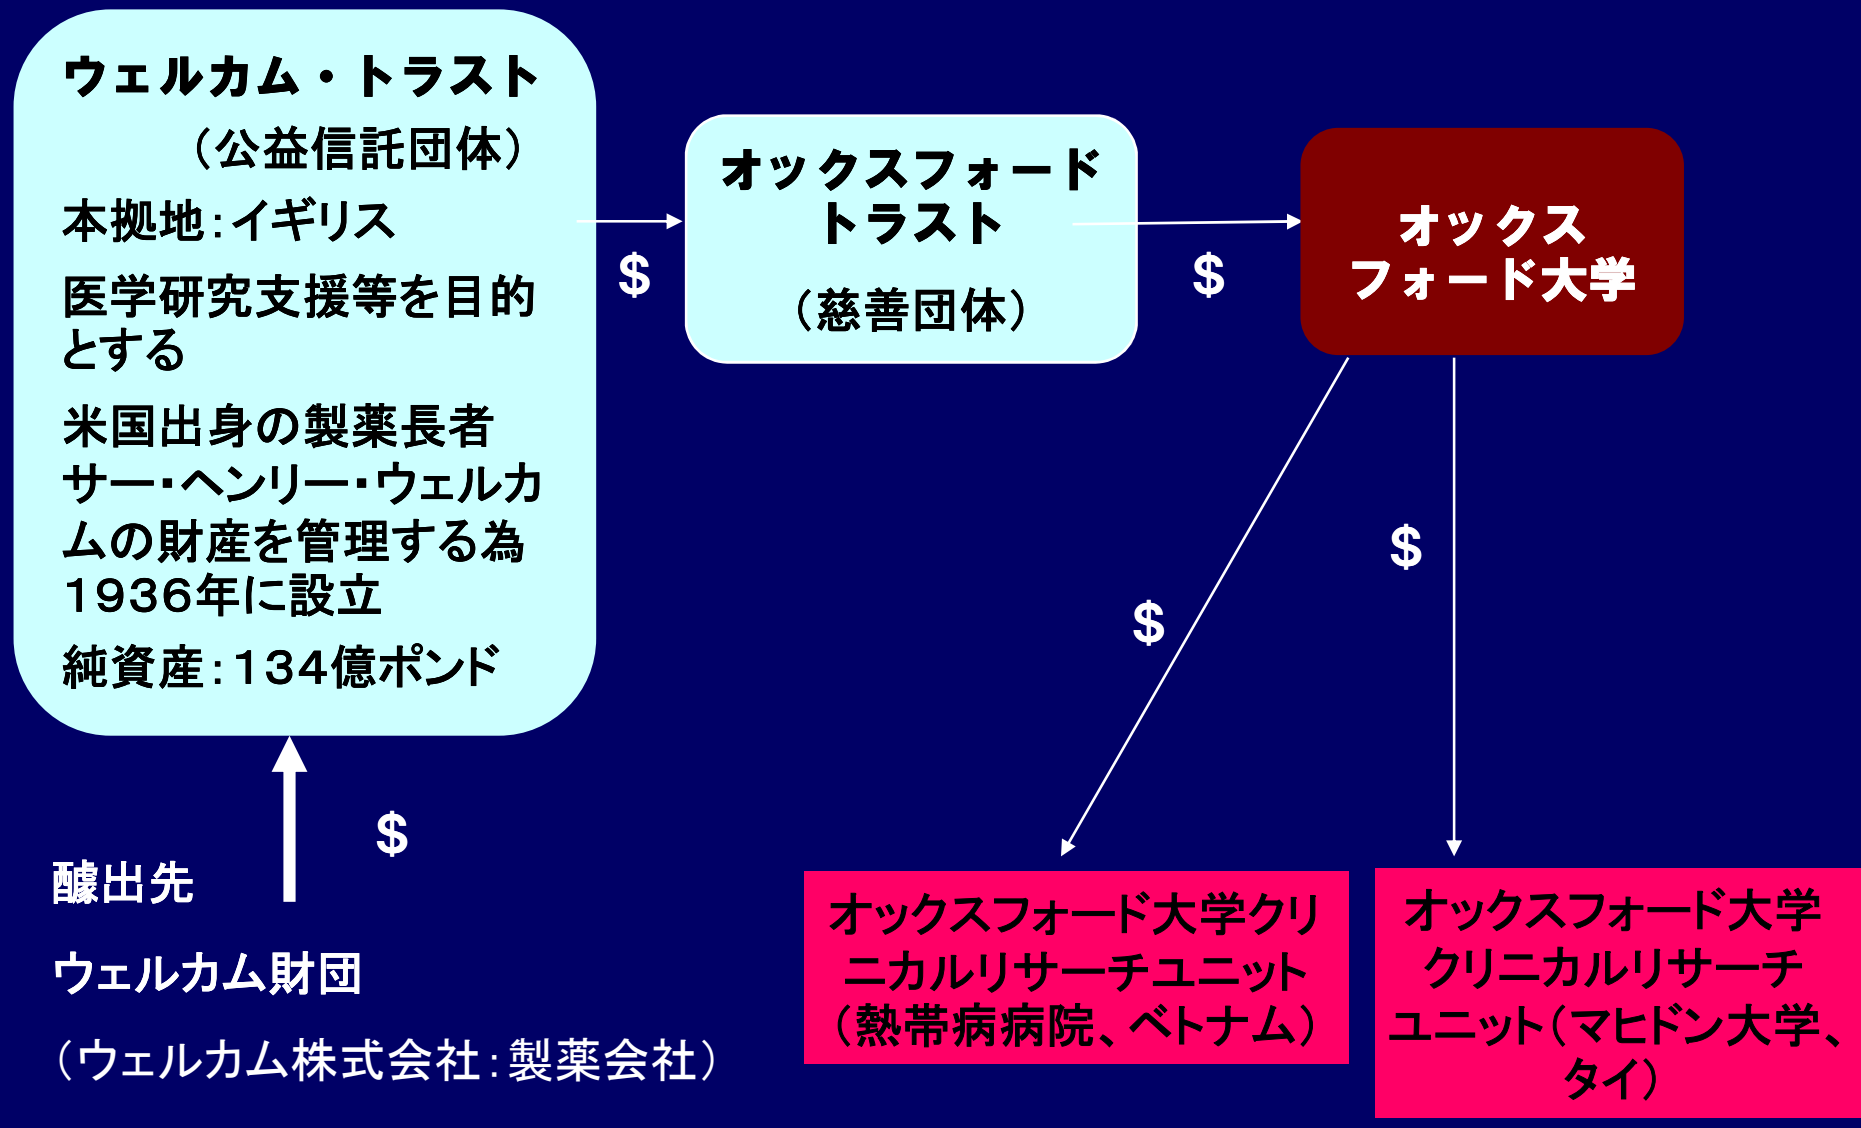 ウェルカム・トラスト
（公益信託団体）
本拠地：イギリス
医学研究支援等を目的
とする
米国出身の製薬長者
サー・ヘンリー・ウェルカ
ムの財産を管理する為
１９３６年に設立
純資産：１３４億ポンド
$
オックスフォード
トラスト
（慈善団体）
$
オックス
フォード大学
$
$
$
醵出先
ウェルカム財団
（ウェルカム株式会社：製薬会社）
オックスフォード大学クリ
ニカルリサーチユニット
（熱帯病病院、ベトナム）
オックスフォード大学
クリニカルリサーチ
ユニット（マヒドン大学、
タイ）